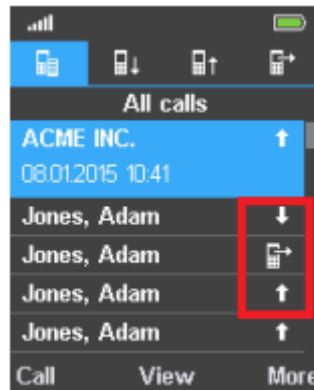 All calls
ACME INC.
08.01.2015 10:41
Jones, Adam
Jones, Adam
Jones, Adam
Jones, Adam
Call View More